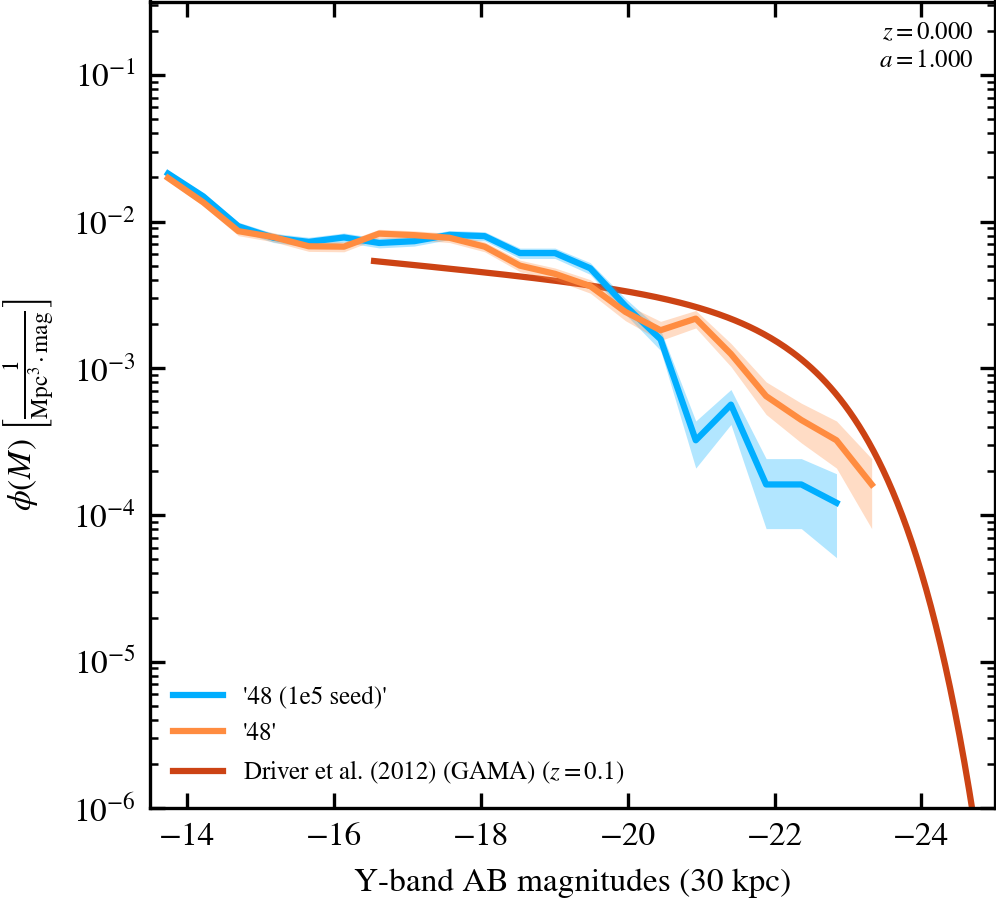 z = 0.000
a = 1.000
10⁻¹
10⁻²
10⁻³
10⁻⁴
10⁻⁵
10⁻⁶
ϕ(M) [1/(Mpc³ · mag)]
'48 (1e5 seed)'
'48'
Driver et al. (2012) (GAMA) (z = 0.1)
−14 −16 −18 −20 −22 −24
Y-band AB magnitudes (30 kpc)